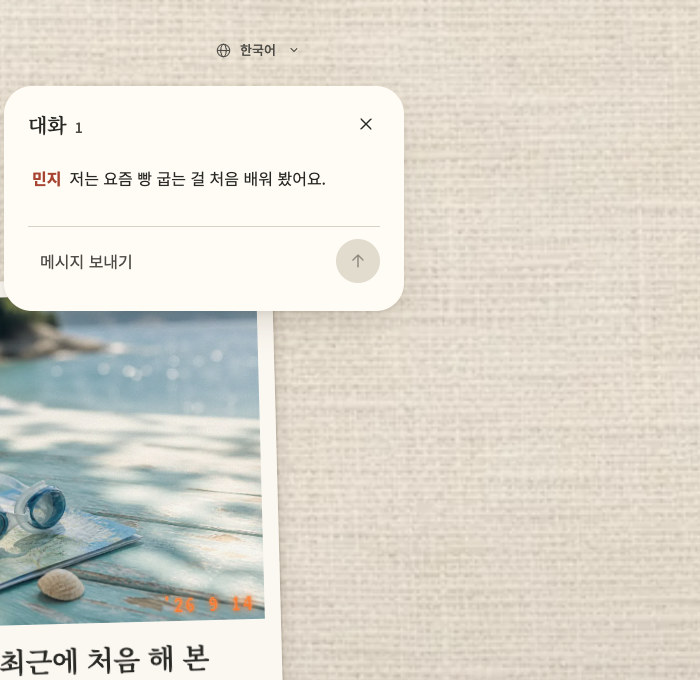 한국어
대화 1
민지 저는 요즘 빵 굽는 걸 처음 배워 봤어요.
메시지 보내기
'26 9 14
최근에 처음 해 본